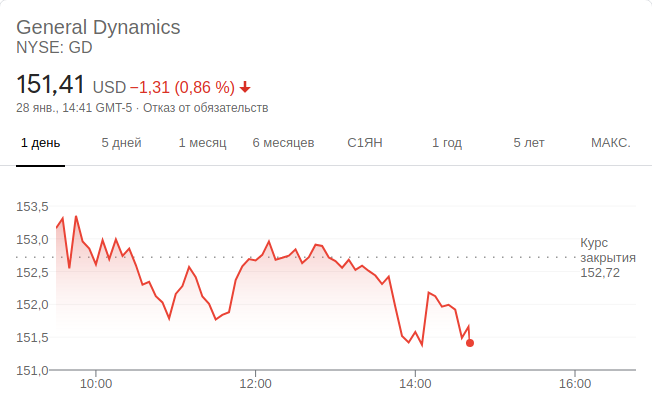 General Dynamics
NYSE: GD
151,41 USD −1,31 (0,86 %)
28 янв., 14:41 GMT-5 · Отказ от обязательств
1 день 5 дней 1 месяц 6 месяцев С1ЯН 1 год 5 лет МАКС.
153,5
153,0
152,5
152,0
151,5
151,0
Курс
закрытия
152,72
10:00 12:00 14:00 16:00